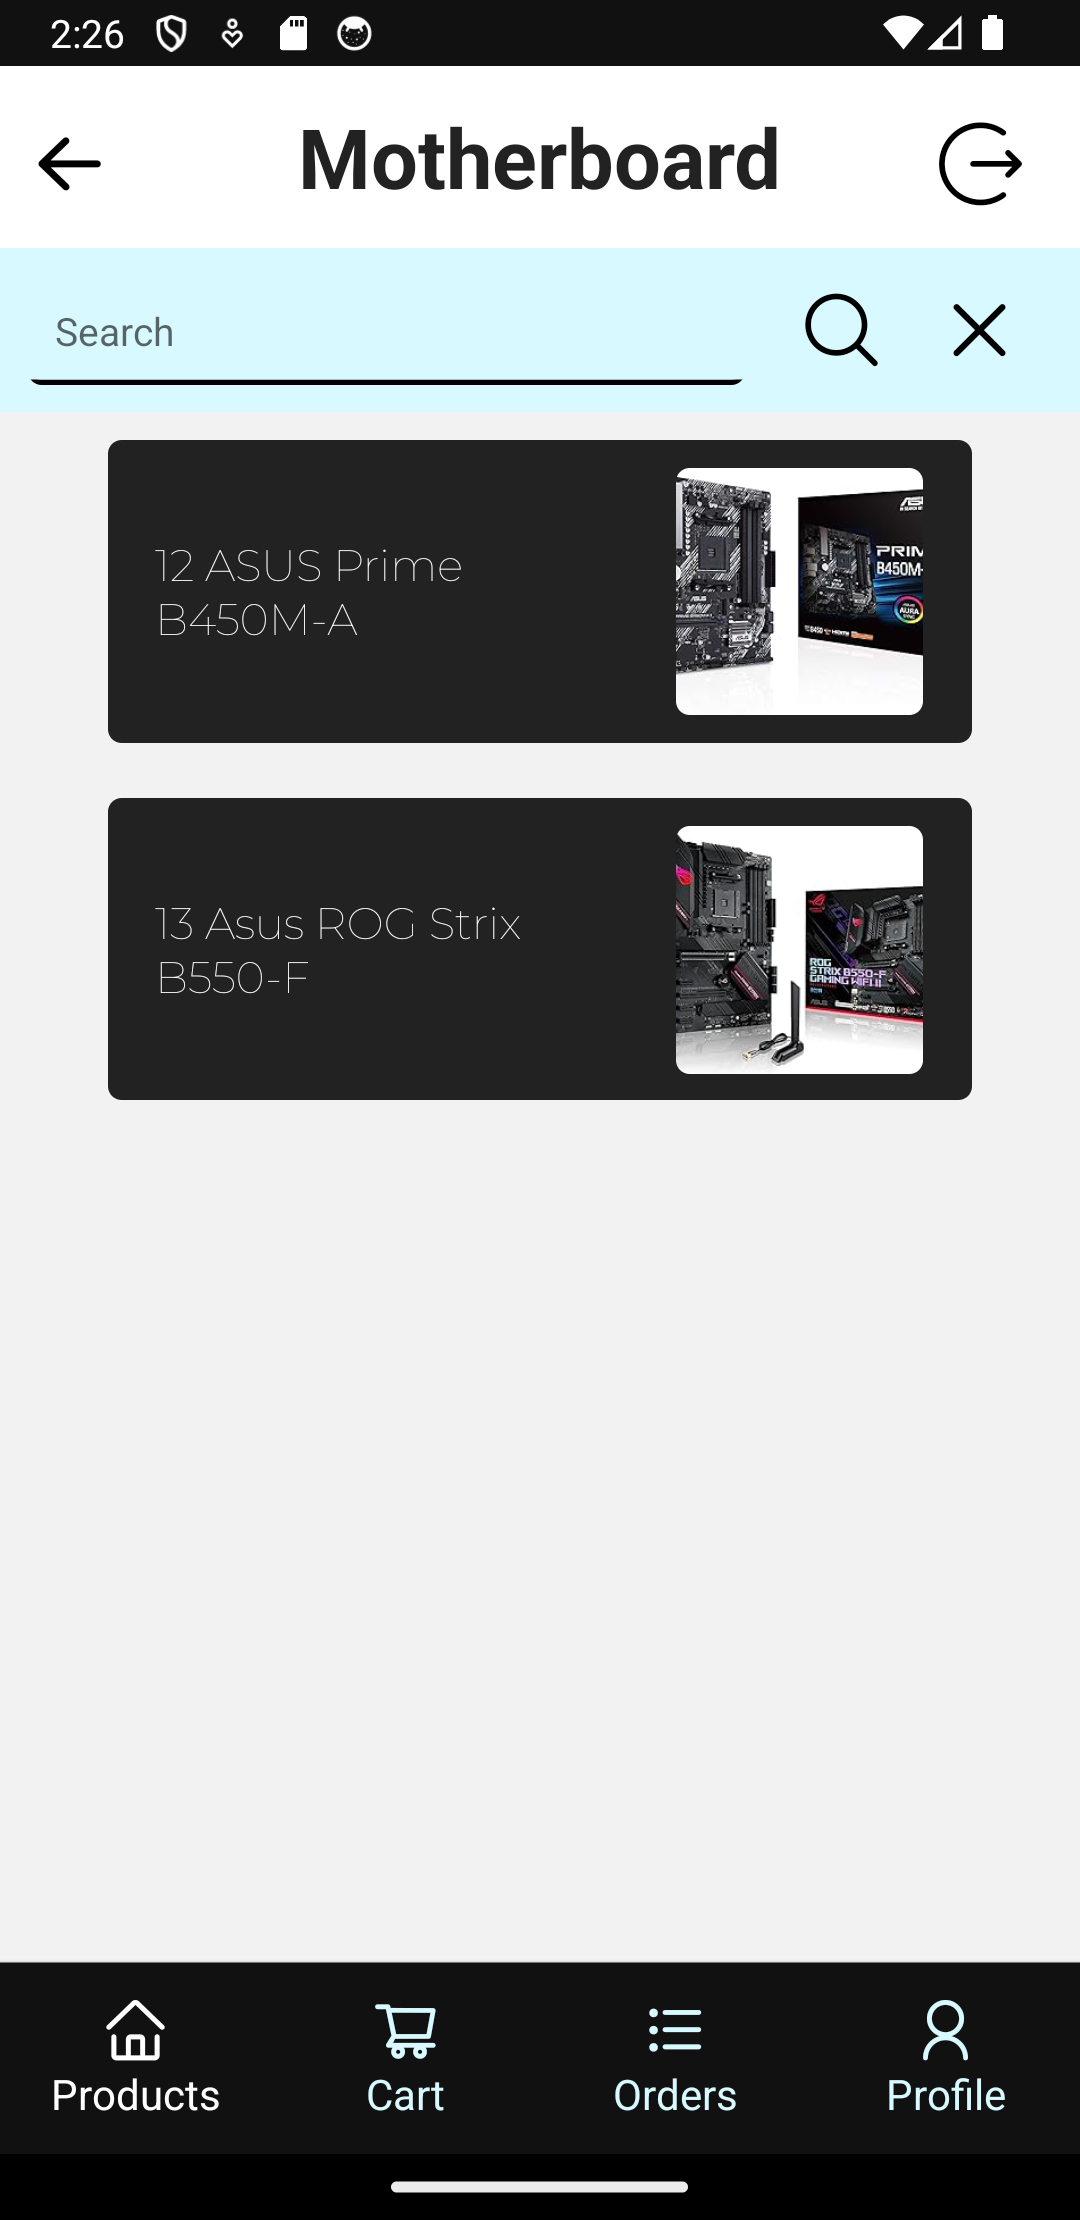 2:26
Motherboard
Search
12 ASUS Prime
B450M-A
PRIM
B450M-
AURA
13 Asus ROG Strix
B550-F
ROG
STRIX B550-F
GAMING WIFI II
Products
Cart
Orders
Profile